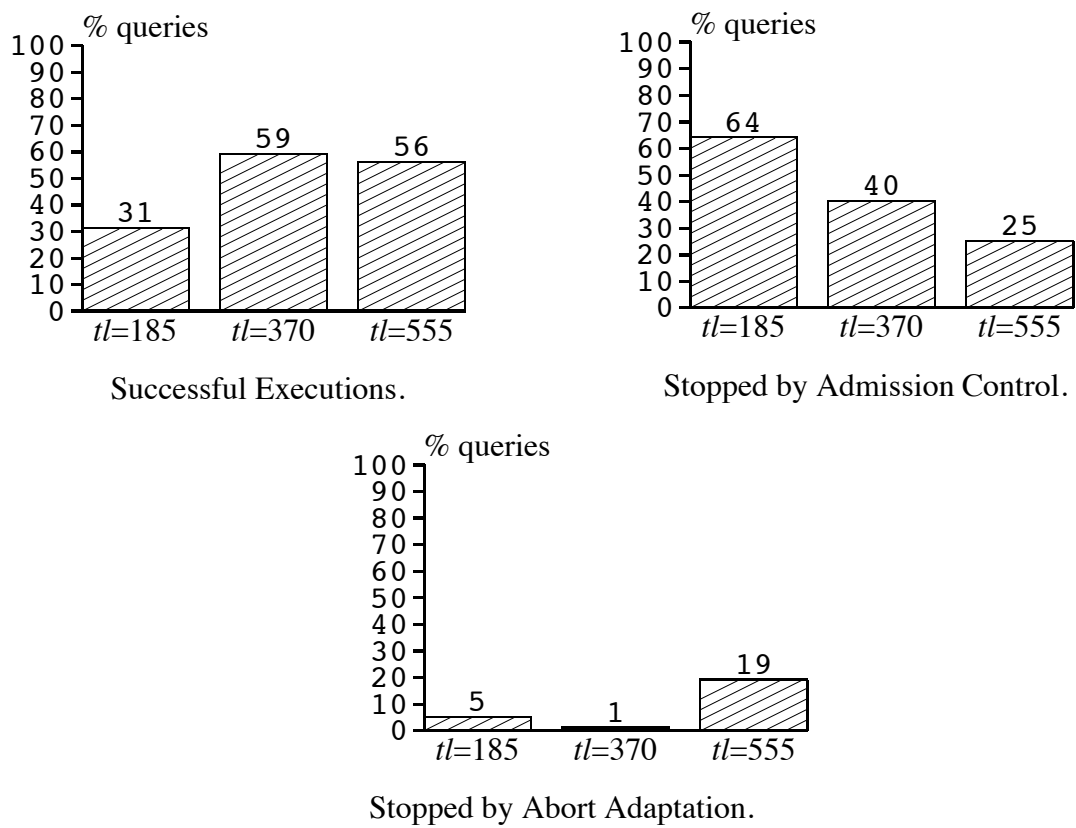 % queries
100
90
80
70
60
50
40
30
20
10
0
31
59
56
tl=185
tl=370
tl=555
Successful Executions.
% queries
100
90
80
70
60
50
40
30
20
10
0
64
40
25
tl=185
tl=370
tl=555
Stopped by Admission Control.
% queries
100
90
80
70
60
50
40
30
20
10
0
5
1
19
tl=185
tl=370
tl=555
Stopped by Abort Adaptation.